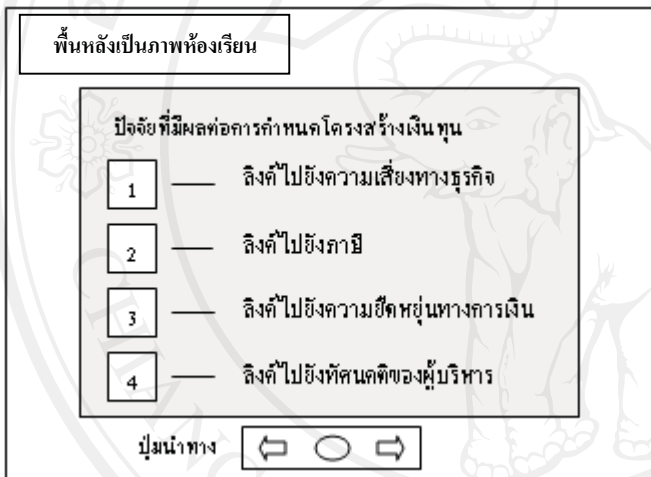 พื้นหลังเป็นภาพห้องเรียน
ปัจจัยที่มีผลต่อการกำหนดโครงสร้างเงินทุน
1 ลิงค์ไปยังความเสี่ยงทางธุรกิจ
2 ลิงค์ไปยังภาษี
3 ลิงค์ไปยังความยืดหยุ่นทางการเงิน
4 ลิงค์ไปยังทัศนคติของผู้บริหาร
ปุ่มนำทาง
CHIANG